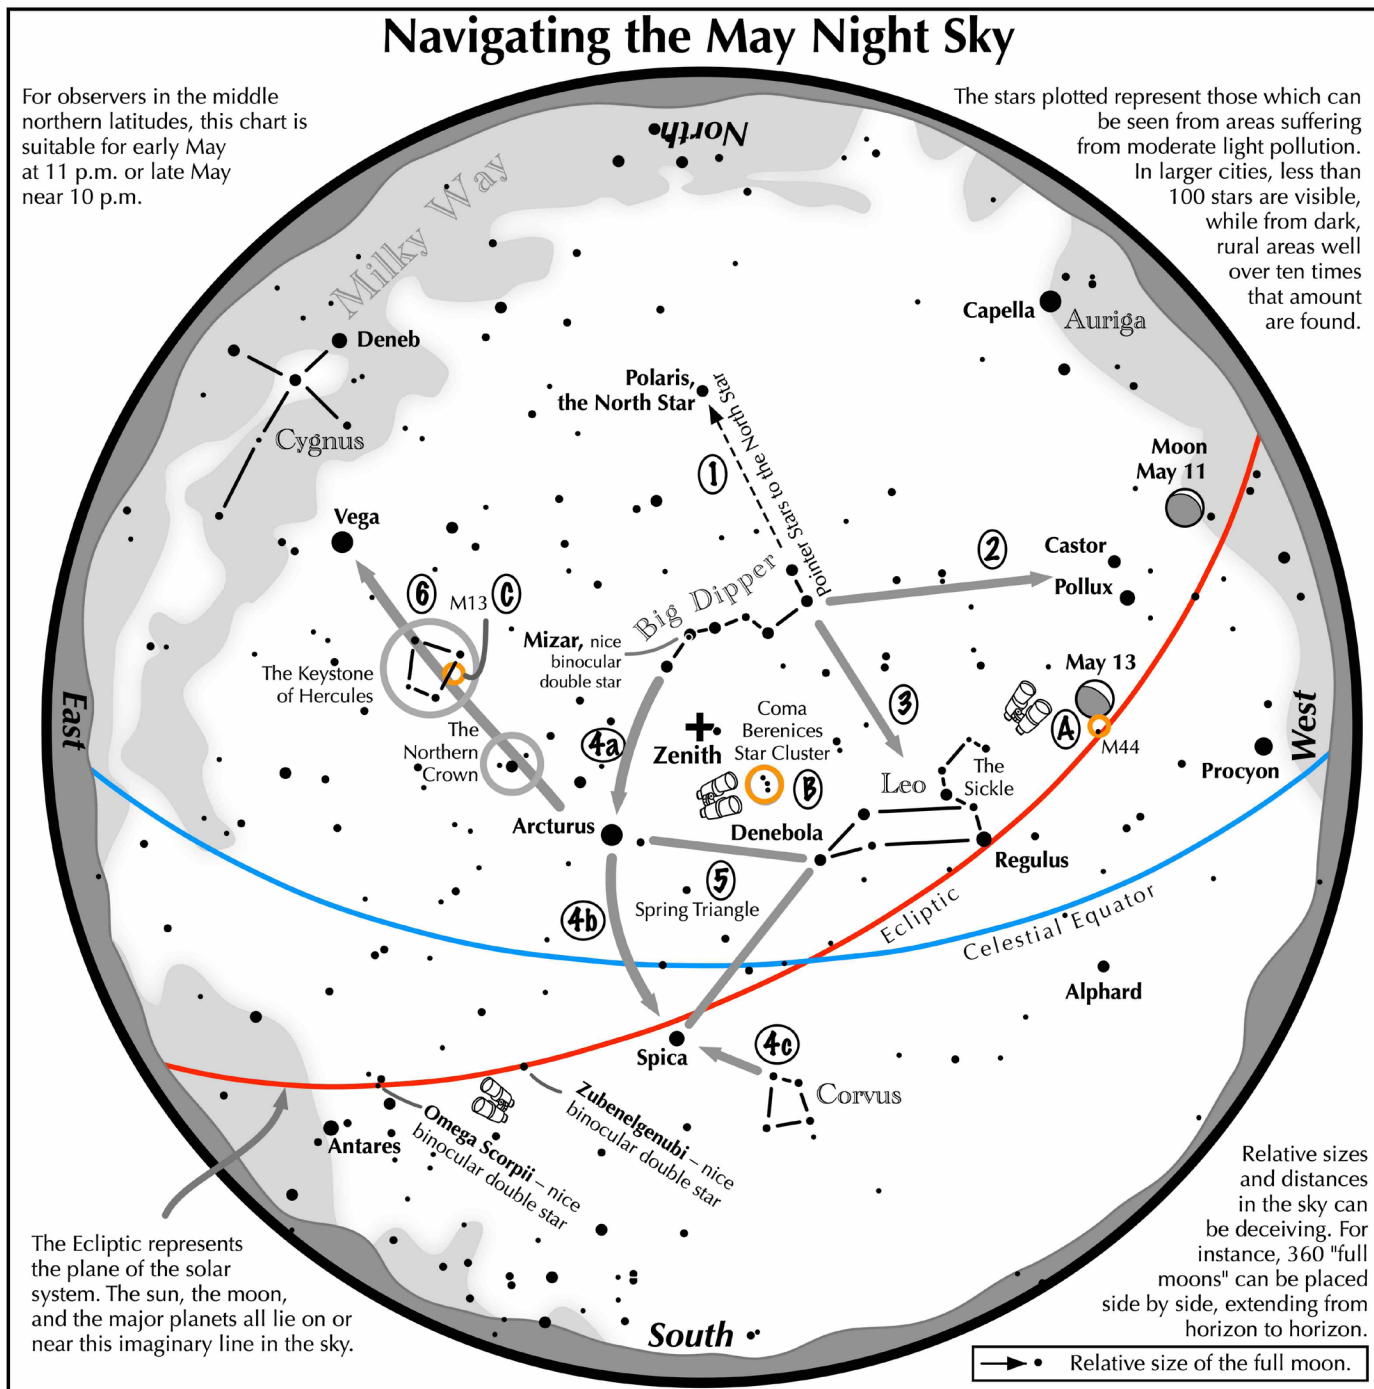 Navigating the May Night Sky
For observers in the middle
northern latitudes, this chart is
suitable for early May
at 11 p.m. or late May
near 10 p.m.
The stars plotted represent those which can
be seen from areas suffering
from moderate light pollution.
In larger cities, less than
100 stars are visible,
while from dark,
rural areas well
over ten times
that amount
are found.
North
Milky Way
Capella
Auriga
Deneb
Cygnus
Polaris,
the North Star
Pointer Stars to the North Star
1
Moon
May 11
Vega
2
Castor
Pollux
6
M13
C
Big Dipper
Mizar, nice
binocular
double star
The Keystone
of Hercules
May 13
A
M44
3
East
West
The
Northern
Crown
4a
Zenith
Coma
Berenices
Star Cluster
B
Leo
The
Sickle
Procyon
Arcturus
Denebola
Regulus
5
Spring Triangle
4b
Ecliptic
Celestial Equator
Alphard
Spica
4c
Corvus
Zubenelgenubi – nice
binocular double star
Omega Scorpii – nice
binocular double star
Antares
The Ecliptic represents
the plane of the solar
system. The sun, the moon,
and the major planets all lie on or
near this imaginary line in the sky.
South
Relative sizes
and distances
in the sky can
be deceiving. For
instance, 360 "full
moons" can be placed
side by side, extending from
horizon to horizon.
Relative size of the full moon.